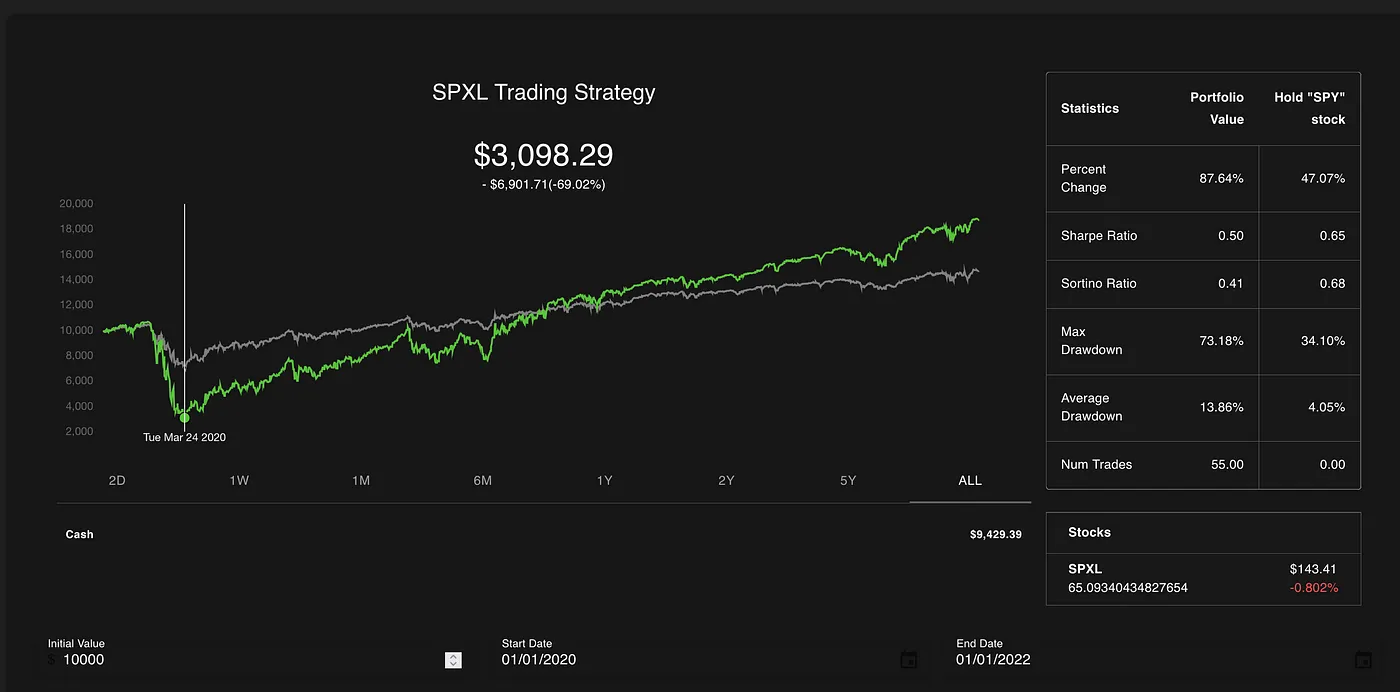 SPXL Trading Strategy
$3,098.29
- $6,901.71(-69.02%)
20,000
18,000
16,000
14,000
12,000
10,000
8,000
6,000
4,000
2,000
Tue Mar 24 2020
2D 1W 1M 6M 1Y 2Y 5Y ALL
Cash $9,429.39
Statistics Portfolio Value Hold "SPY" stock
Percent Change 87.64% 47.07%
Sharpe Ratio 0.50 0.65
Sortino Ratio 0.41 0.68
Max Drawdown 73.18% 34.10%
Average Drawdown 13.86% 4.05%
Num Trades 55.00 0.00
Stocks
SPXL $143.41
65.09340434827654 -0.802%
Initial Value
$ 10000
Start Date
01/01/2020
End Date
01/01/2022